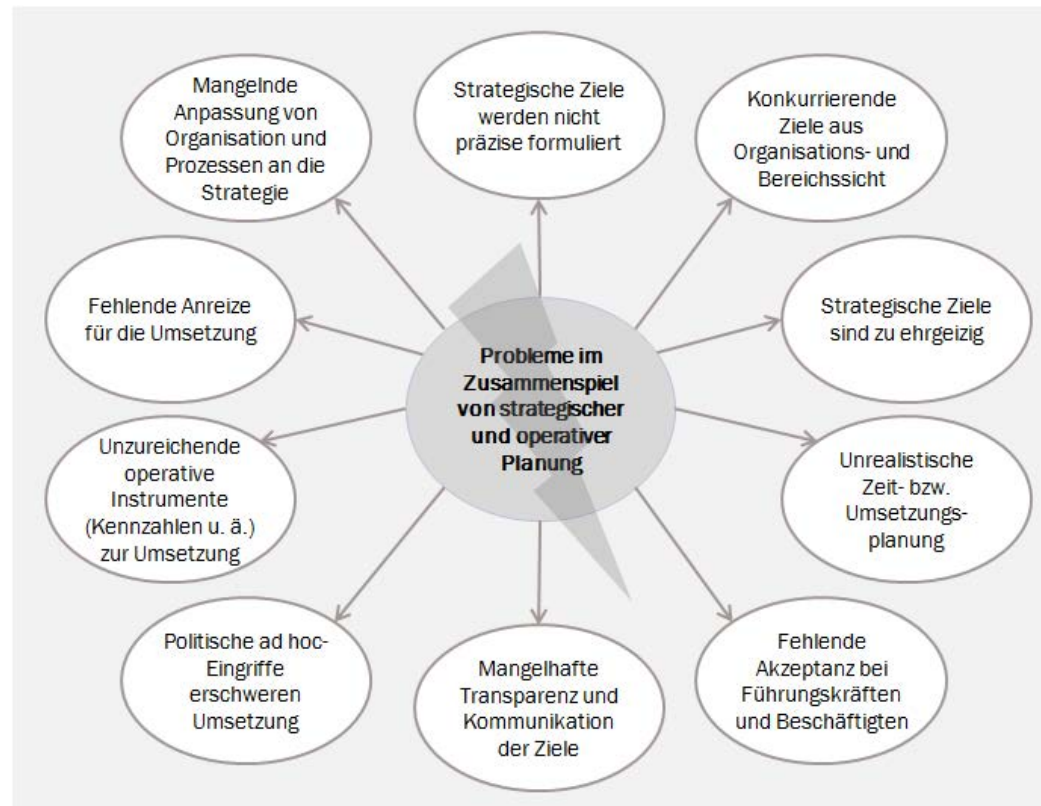 Mangelnde
Anpassung von
Organisation und
Prozessen an die
Strategie
Strategische Ziele
werden nicht
präzise formuliert
Konkurrierende
Ziele aus
Organisations- und
Bereichssicht
Fehlende Anreize
für die Umsetzung
Strategische Ziele
sind zu ehrgeizig
Probleme im
Zusammenspiel
von strategischer
und operativer
Planung
Unzureichende
operative
Instrumente
(Kennzahlen u. ä.)
zur Umsetzung
Unrealistische
Zeit- bzw.
Umsetzungs-
planung
Politische ad hoc-
Eingriffe
erschweren
Umsetzung
Mangelhafte
Transparenz und
Kommunikation
der Ziele
Fehlende
Akzeptanz bei
Führungskräften
und Beschäftigten